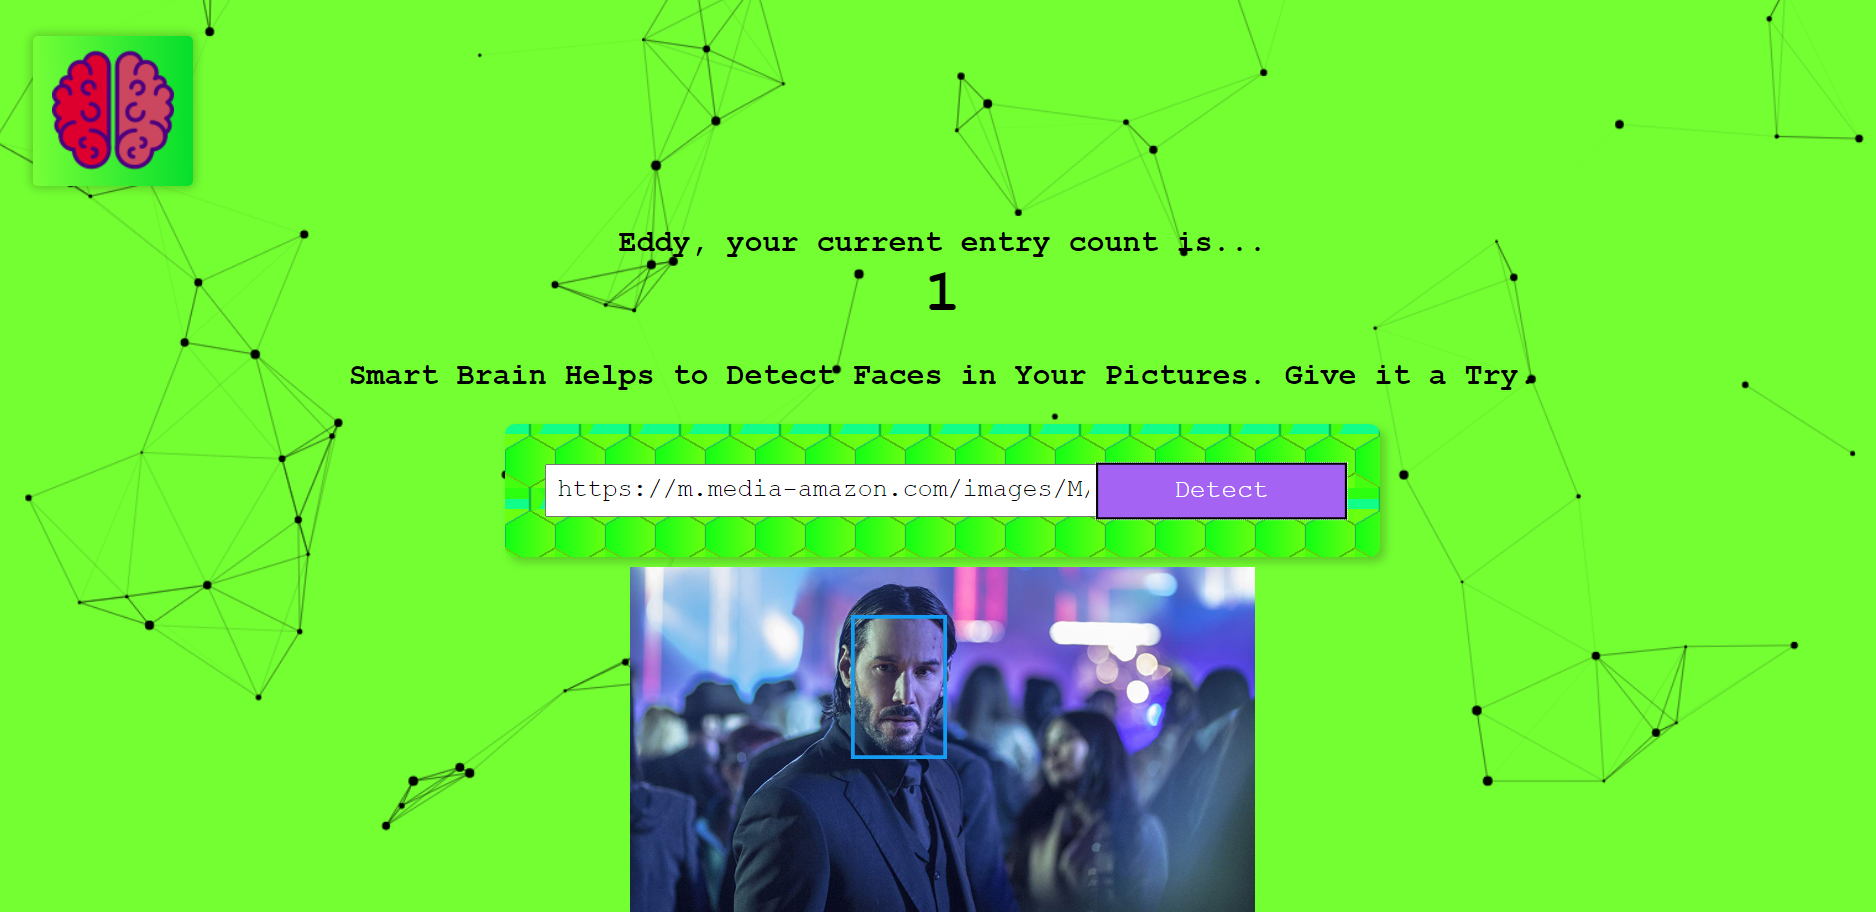 Eddy, your current entry count is...
1
Smart Brain Helps to Detect Faces in Your Pictures. Give it a Try.
https://m.media-amazon.com/images/M/
Detect